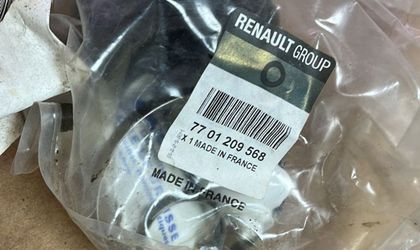 RENAULT GROUP
77 01 209 568
X 1 MADE IN FRANCE
MADE IN FRANCE